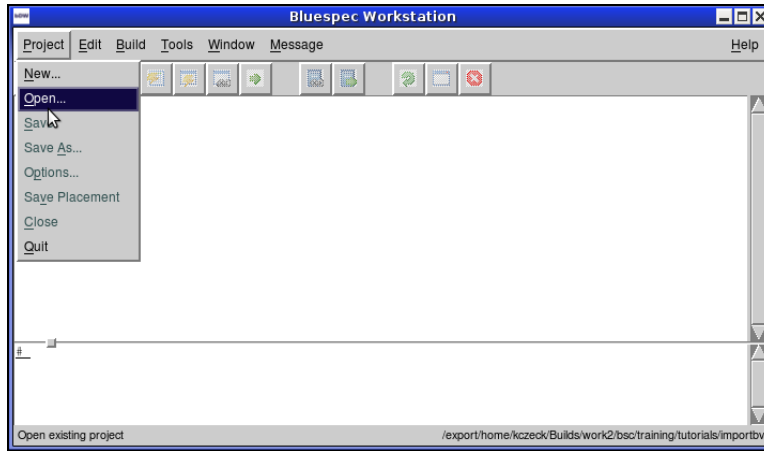 Bluespec Workstation
Project Edit Build Tools Window Message Help
New...
Open...
Save
Save As...
Options...
Save Placement
Close
Quit
#
Open existing project /export/home/kczeck/Builds/work2/bsc/training/tutorials/importbv